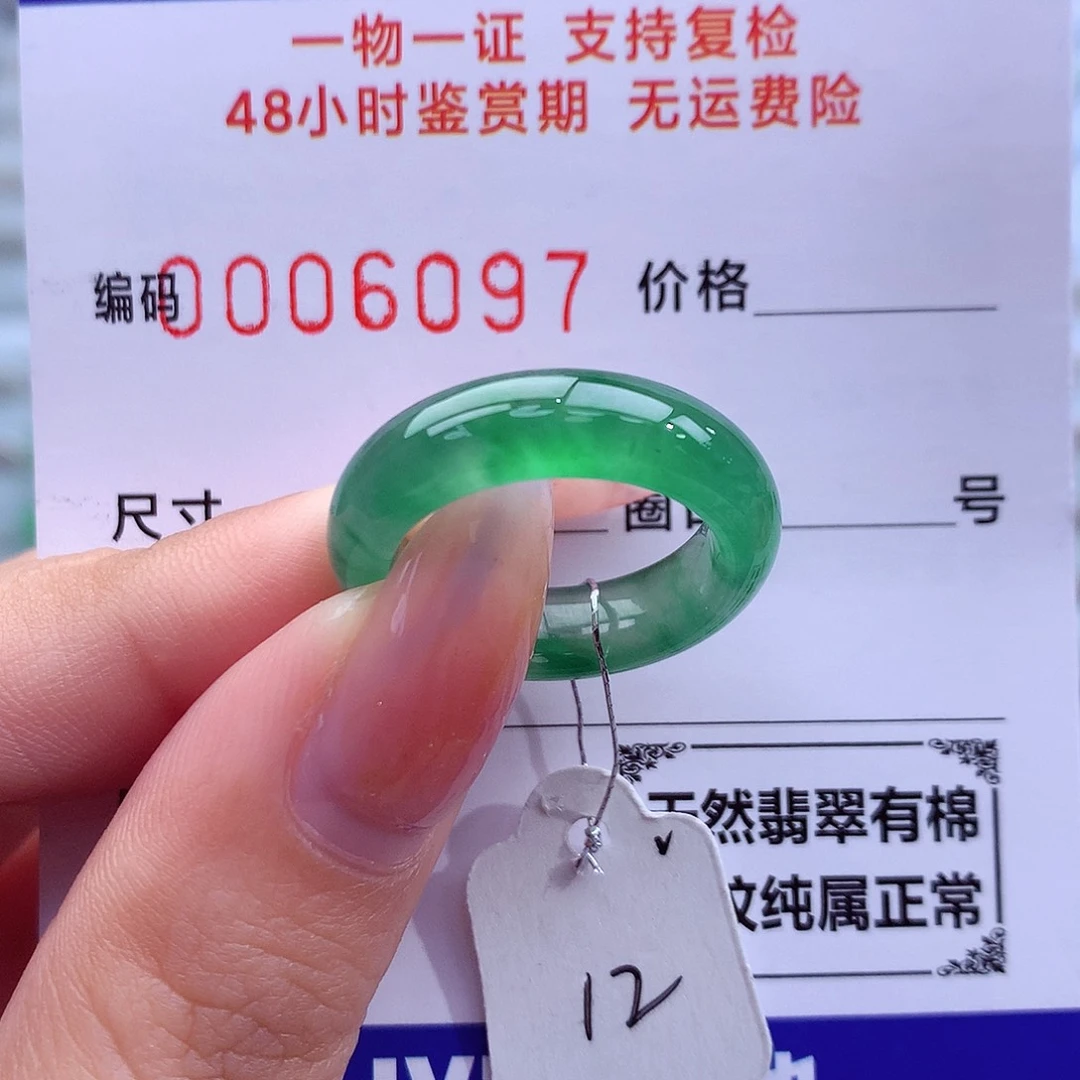 一物一证 支持复检
48小时鉴赏期 无运费险
编码0006097 价格
尺寸 圈 号
天然翡翠有棉
纹纯属正常
12